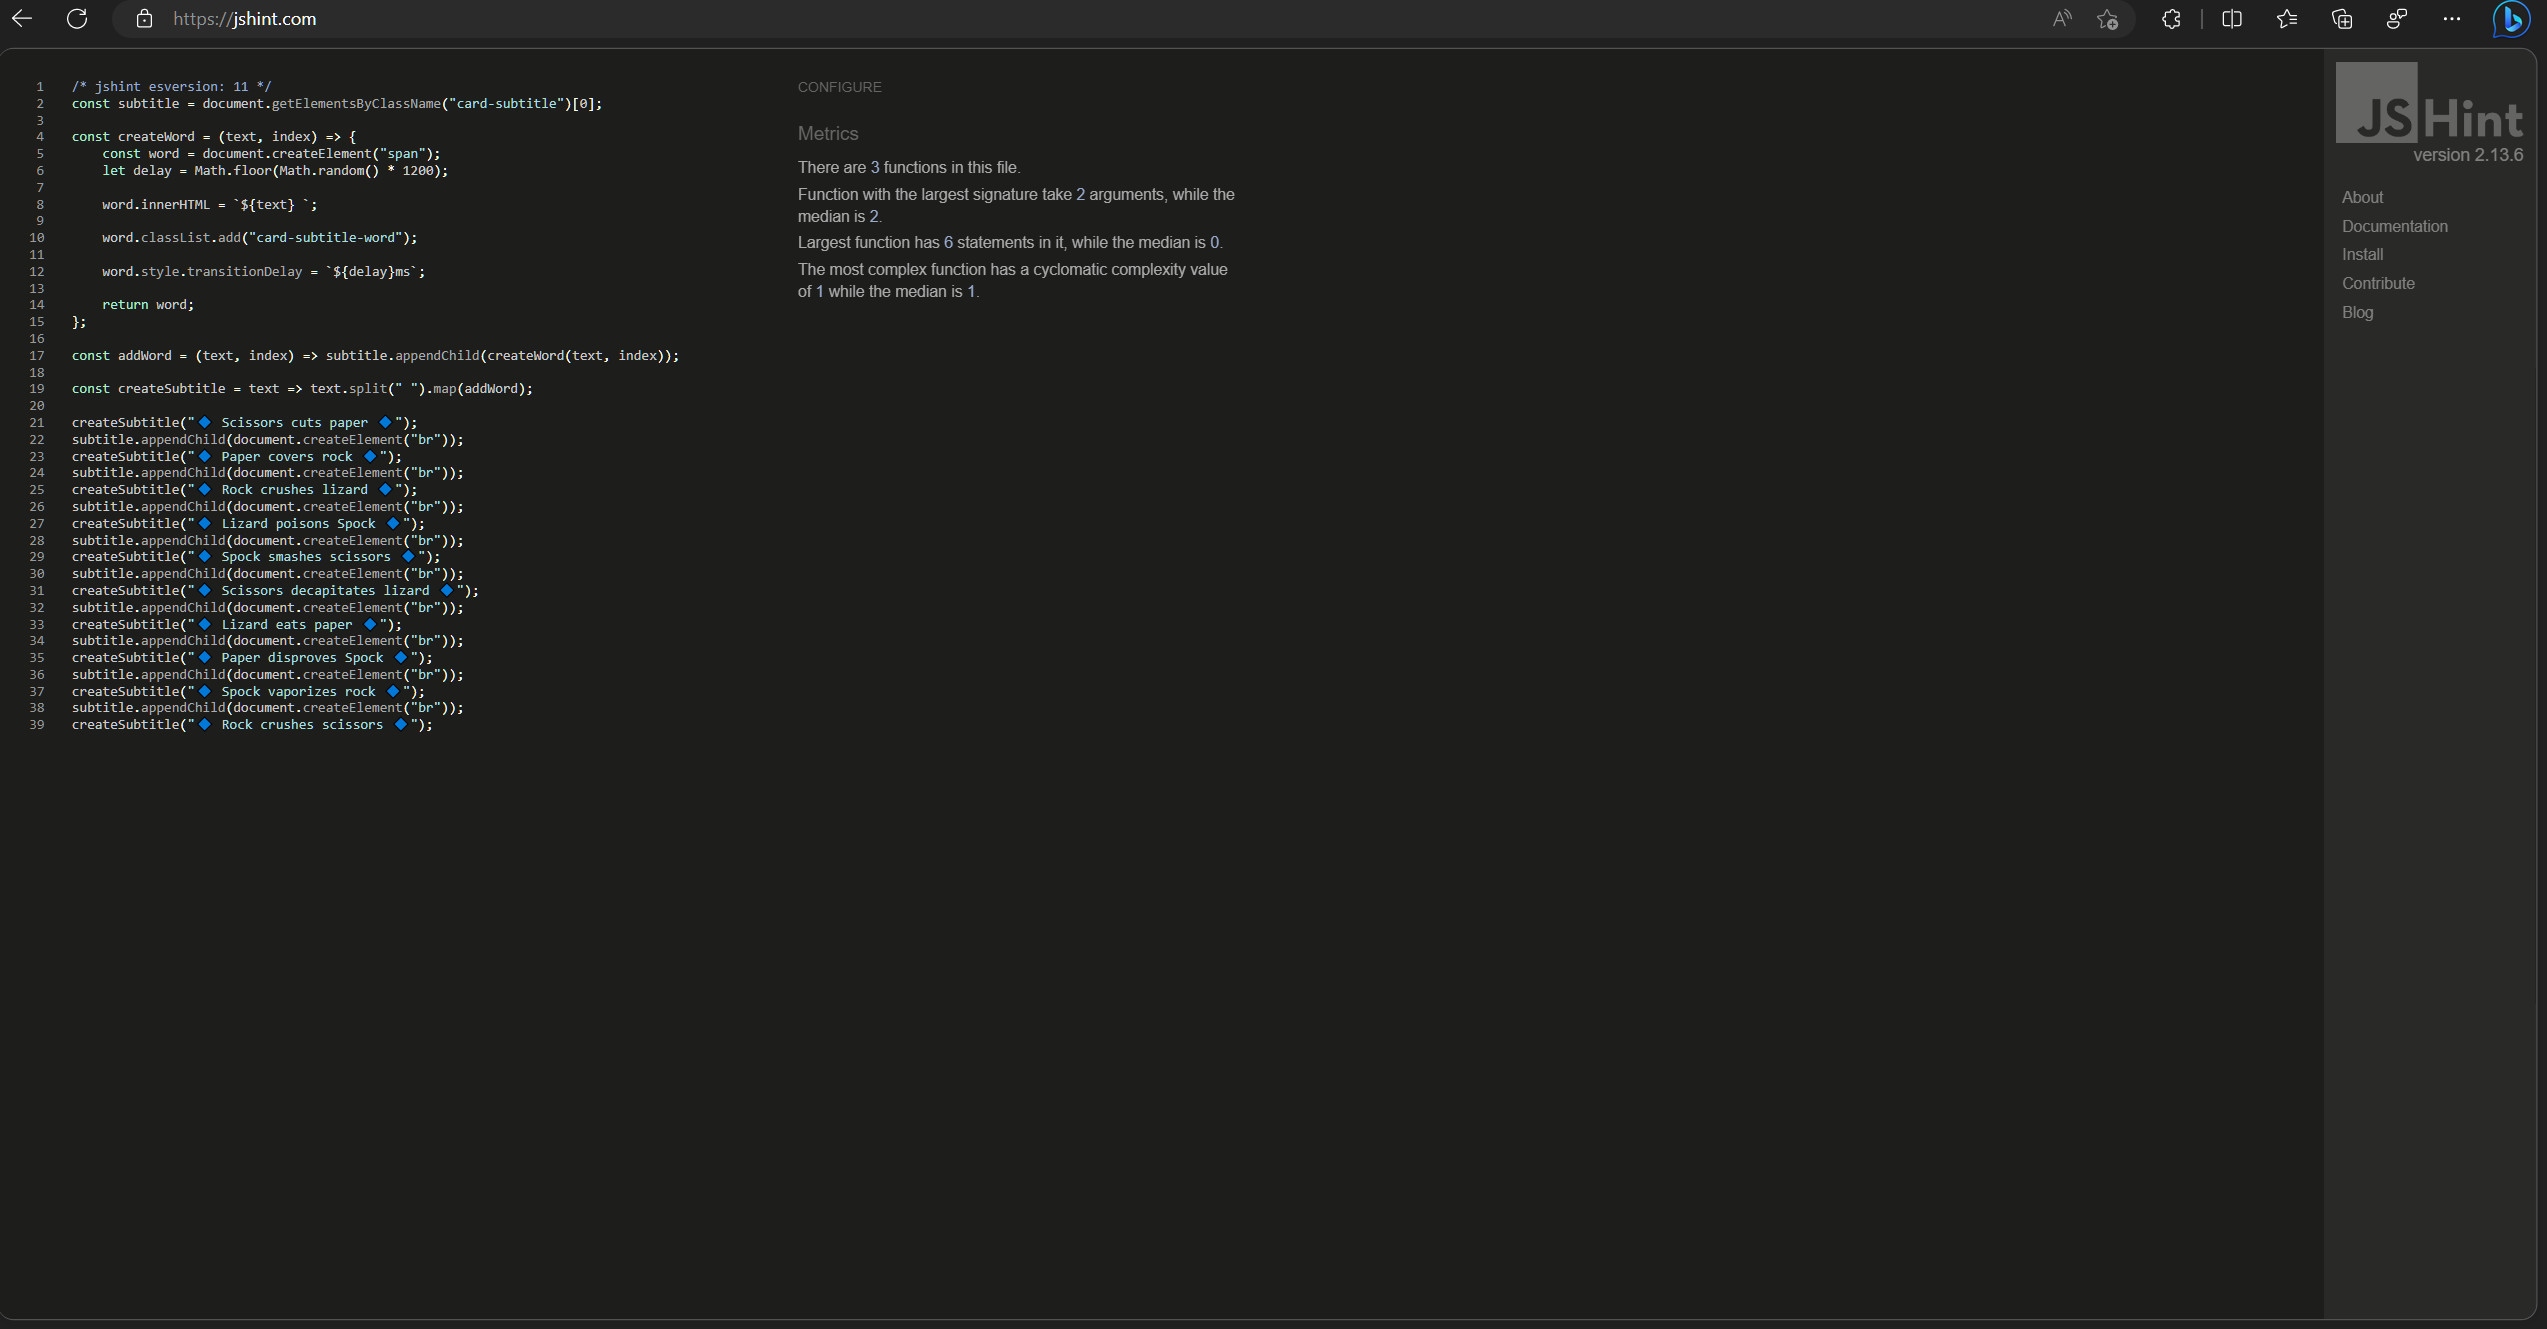 https://jshint.com
1 /* jshint esversion: 11 */
2 const subtitle = document.getElementsByClassName("card-subtitle")[0];
3
4 const createWord = (text, index) => {
5     const word = document.createElement("span");
6     let delay = Math.floor(Math.random() * 1200);
7
8     word.innerHTML = `${text} `;
9
10     word.classList.add("card-subtitle-word");
11
12     word.style.transitionDelay = `${delay}ms`;
13
14     return word;
15 };
16
17 const addWord = (text, index) => subtitle.appendChild(createWord(text, index));
18
19 const createSubtitle = text => text.split(" ").map(addWord);
20
21 createSubtitle("🔷 Scissors cuts paper 🔷");
22 subtitle.appendChild(document.createElement("br"));
23 createSubtitle("🔷 Paper covers rock 🔷");
24 subtitle.appendChild(document.createElement("br"));
25 createSubtitle("🔷 Rock crushes lizard 🔷");
26 subtitle.appendChild(document.createElement("br"));
27 createSubtitle("🔷 Lizard poisons Spock 🔷");
28 subtitle.appendChild(document.createElement("br"));
29 createSubtitle("🔷 Spock smashes scissors 🔷");
30 subtitle.appendChild(document.createElement("br"));
31 createSubtitle("🔷 Scissors decapitates lizard 🔷");
32 subtitle.appendChild(document.createElement("br"));
33 createSubtitle("🔷 Lizard eats paper 🔷");
34 subtitle.appendChild(document.createElement("br"));
35 createSubtitle("🔷 Paper disproves Spock 🔷");
36 subtitle.appendChild(document.createElement("br"));
37 createSubtitle("🔷 Spock vaporizes rock 🔷");
38 subtitle.appendChild(document.createElement("br"));
39 createSubtitle("🔷 Rock crushes scissors 🔷");
CONFIGURE
Metrics
There are 3 functions in this file.
Function with the largest signature take 2 arguments, while the
median is 2.
Largest function has 6 statements in it, while the median is 0.
The most complex function has a cyclomatic complexity value
of 1 while the median is 1.
JSHint
version 2.13.6
About
Documentation
Install
Contribute
Blog